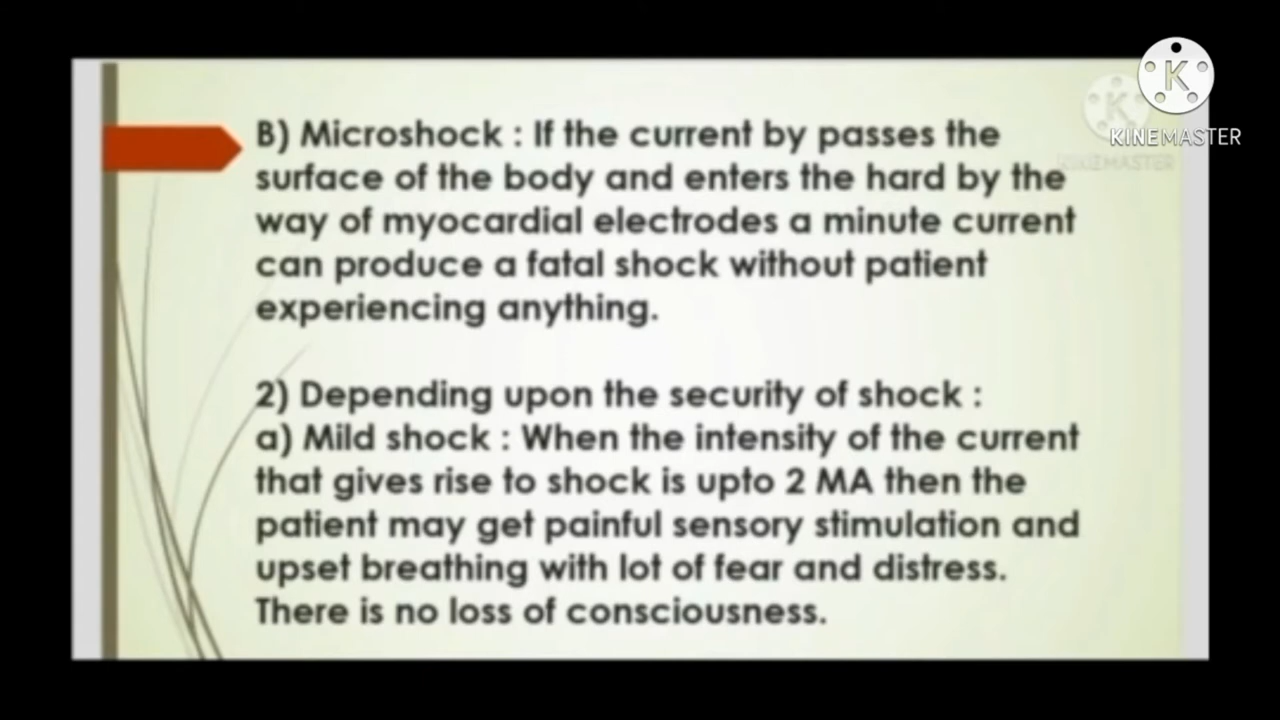 KINEMASTER
KINEMASTER
B) Microshock : If the current by passes the
surface of the body and enters the hard by the
way of myocardial electrodes a minute current
can produce a fatal shock without patient
experiencing anything.
2) Depending upon the security of shock :
a) Mild shock : When the intensity of the current
that gives rise to shock is upto 2 MA then the
patient may get painful sensory stimulation and
upset breathing with lot of fear and distress.
There is no loss of consciousness.